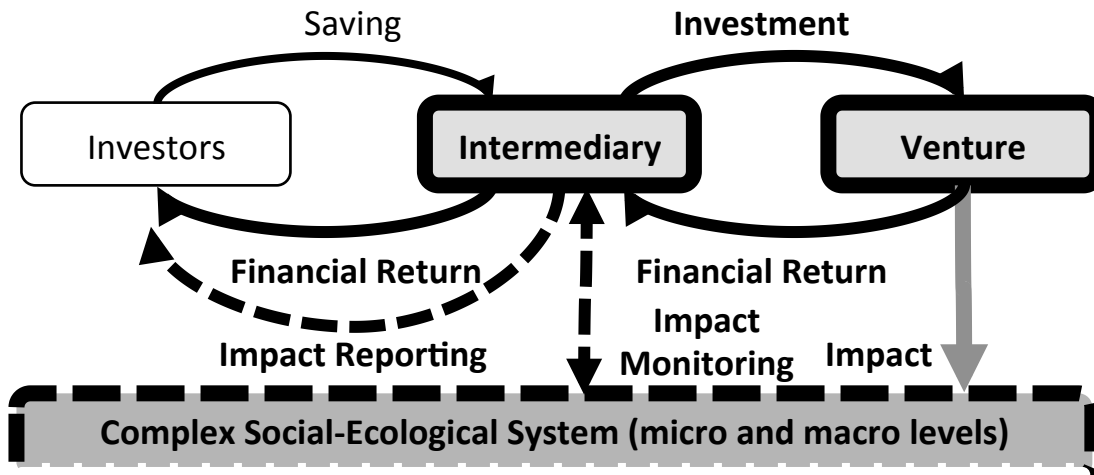 Saving
Investment
Investors
Intermediary
Venture
Financial Return
Financial Return
Impact Reporting
Impact
Monitoring
Impact
Complex Social-Ecological System (micro and macro levels)